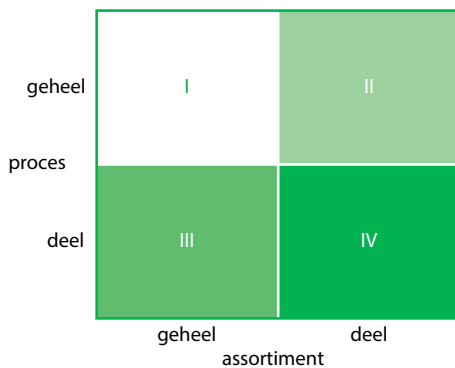 geheel
I
II
proces
deel
III
IV
geheel
deel
assortiment